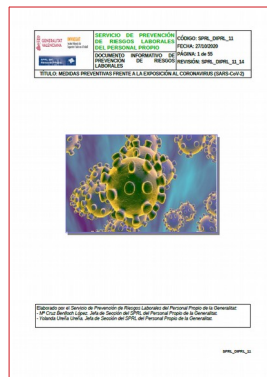 GENERALITAT
VALENCIANA
SERVICIO DE PREVENCIÓN
DE RIESGOS LABORALES
DEL PERSONAL PROPIO
CÓDIGO: SPRL_DIPRL_11
FECHA: 27/10/2020
DOCUMENTO INFORMATIVO DE
PREVENCIÓN DE RIESGOS
LABORALES
PÁGINA: 1 de 55
REVISIÓN: SPRL_DIPRL_11_14
TÍTULO: MEDIDAS PREVENTIVAS FRENTE A LA EXPOSICIÓN AL CORONAVIRUS (SARS-CoV-2)
Elaborado por el Servicio de Prevención de Riesgos Laborales del Personal Propio de la Generalitat:
- Mª Cruz Benlloch López. Jefa de Sección del SPRL del Personal Propio de la Generalitat.
- Yolanda Ureña Ureña. Jefa de Sección del SPRL del Personal Propio de la Generalitat.
SPRL_DIPRL_11